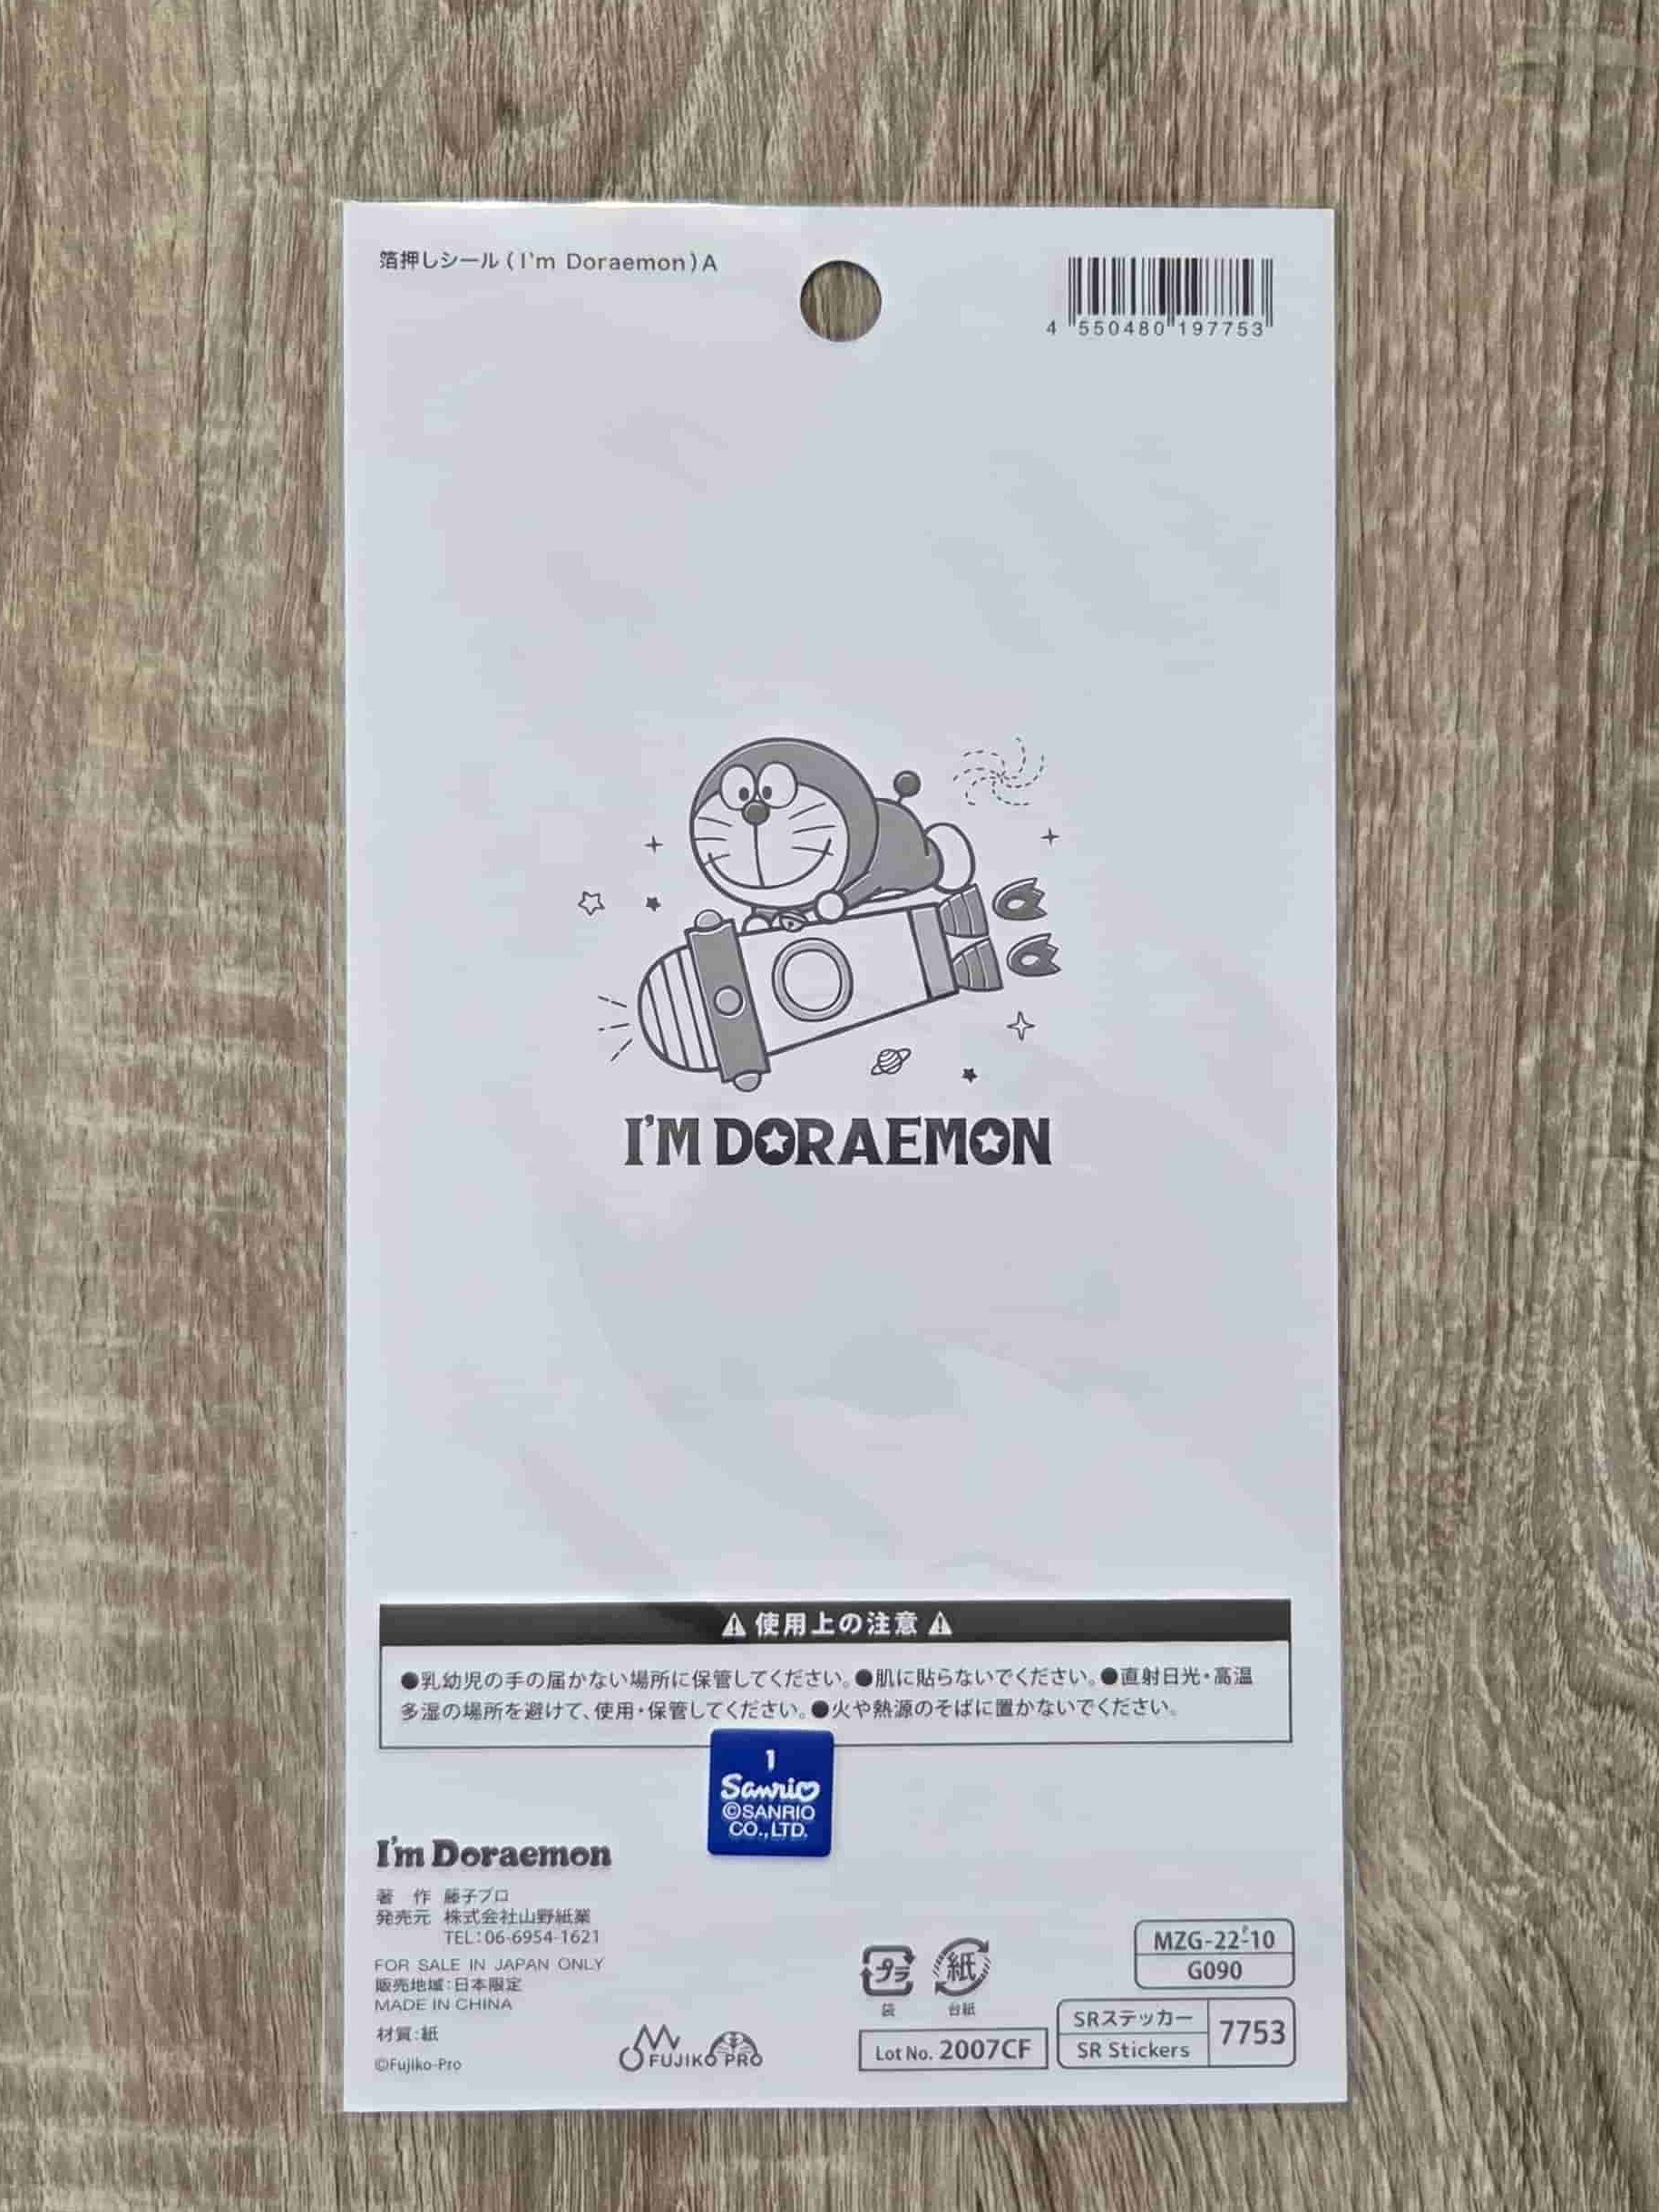 箔押しシール(I'm Doraemon)A
4 550480 197753
I'M DORAEMON
使用上の注意
●乳幼児の手の届かない場所に保管してください。●肌に貼らないでください。●直射日光・高温
多湿の場所を避けて、使用・保管してください。●火や熱源のそばに置かないでください。
1
Sanrio
©SANRIO
CO.,LTD.
I'm Doraemon
著 作 藤子プロ
発売元 株式会社山野紙業
TEL:06-6954-1621
FOR SALE IN JAPAN ONLY
販売地域:日本限定
MADE IN CHINA
材質:紙
©Fujiko-Pro
FUJIKO PRO
プラ
袋
紙
台紙
Lot No. 2007CF
MZG-22-10
G090
SRステッカー
SR Stickers
7753